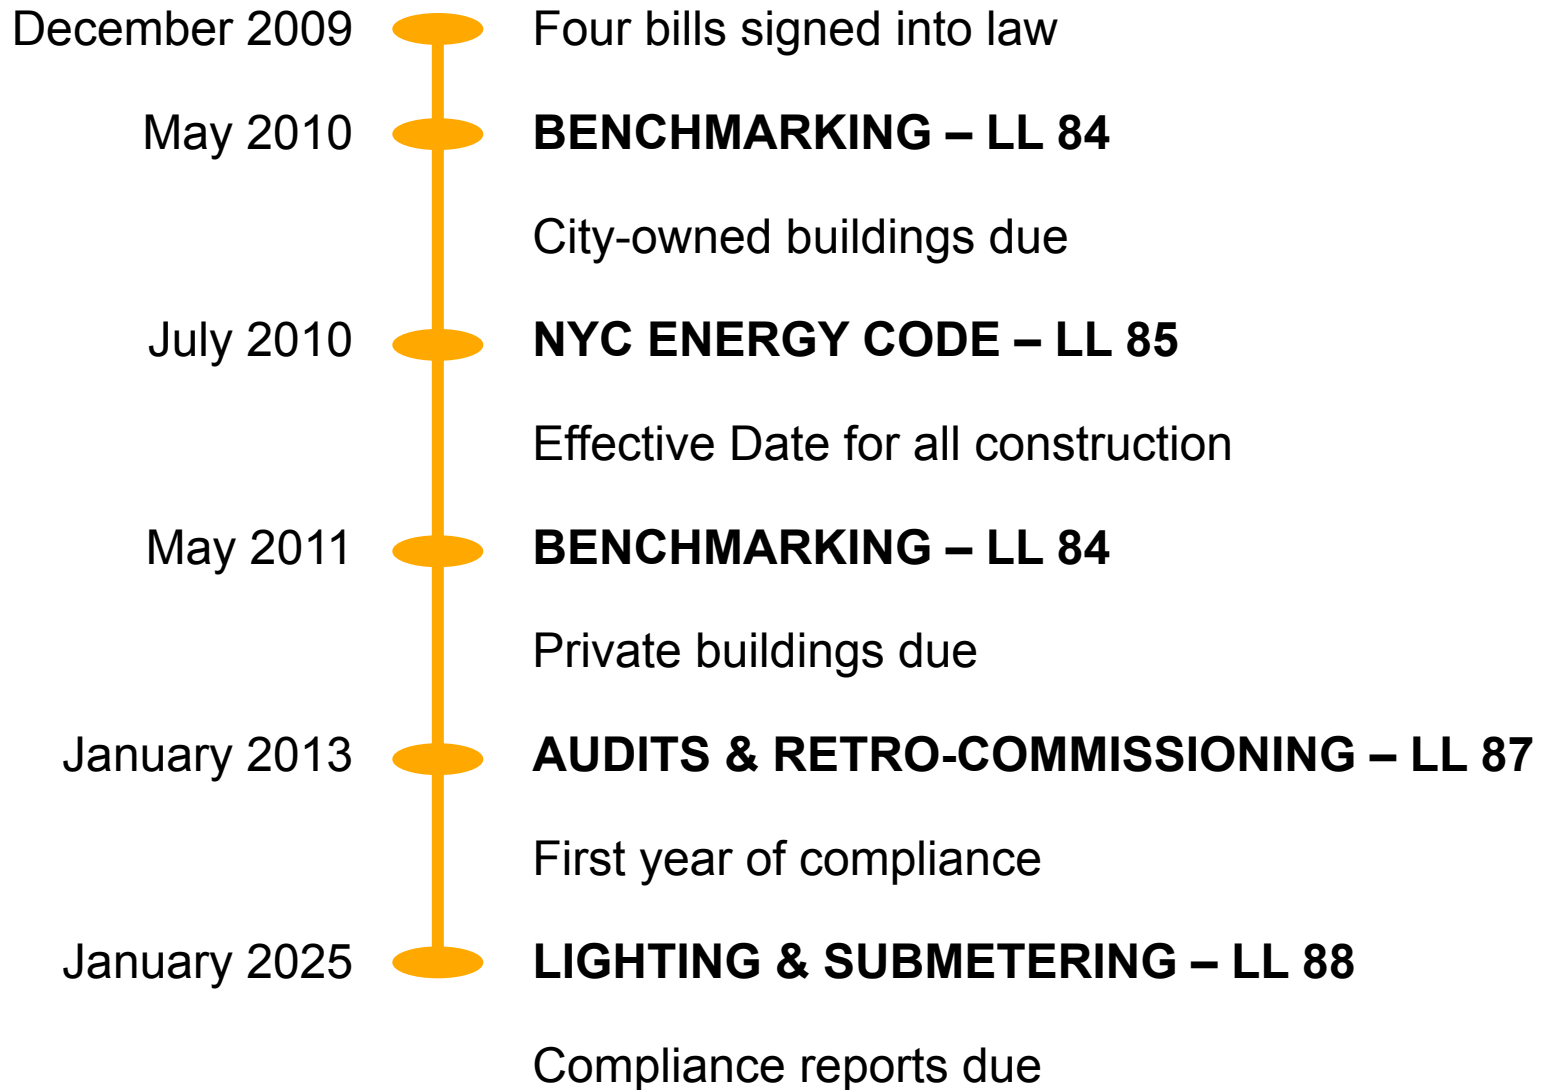 December 2009 Four bills signed into law
May 2010 BENCHMARKING – LL 84
City-owned buildings due
July 2010 NYC ENERGY CODE – LL 85
Effective Date for all construction
May 2011 BENCHMARKING – LL 84
Private buildings due
January 2013 AUDITS & RETRO-COMMISSIONING – LL 87
First year of compliance
January 2025 LIGHTING & SUBMETERING – LL 88
Compliance reports due